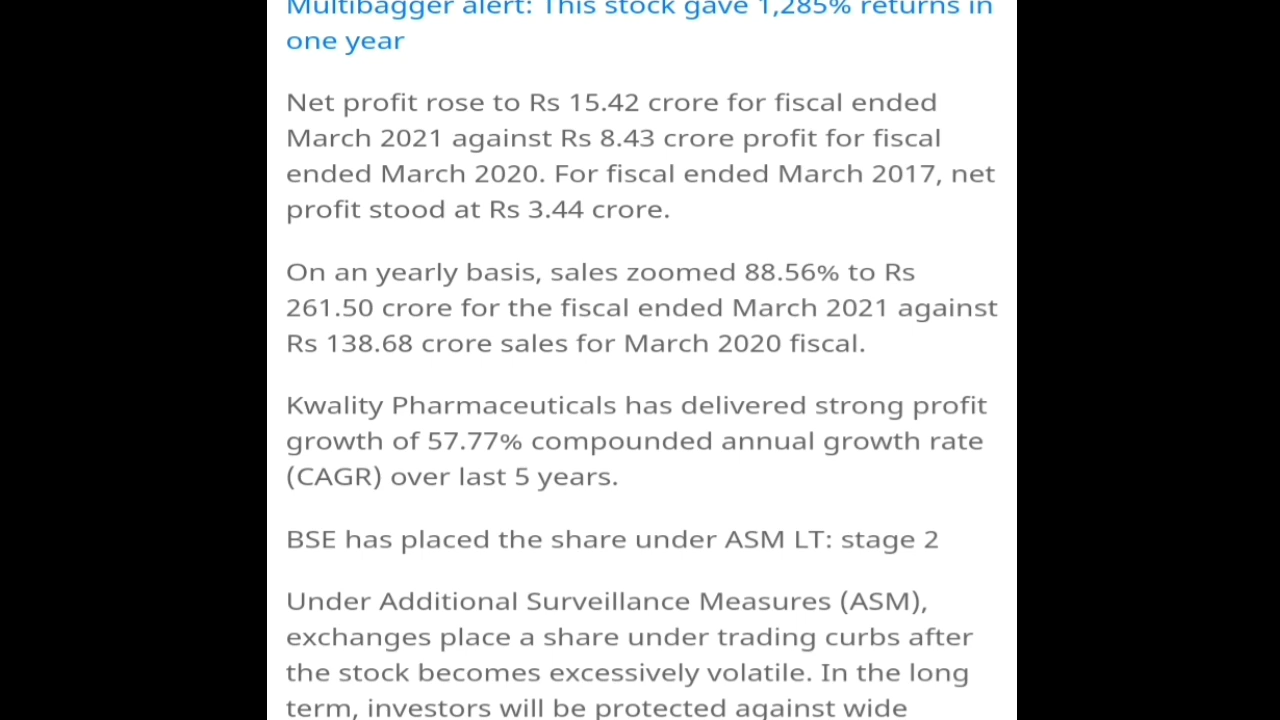 Multibagger alert: This stock gave 1,285% returns in
one year
Net profit rose to Rs 15.42 crore for fiscal ended
March 2021 against Rs 8.43 crore profit for fiscal
ended March 2020. For fiscal ended March 2017, net
profit stood at Rs 3.44 crore.
On an yearly basis, sales zoomed 88.56% to Rs
261.50 crore for the fiscal ended March 2021 against
Rs 138.68 crore sales for March 2020 fiscal.
Kwality Pharmaceuticals has delivered strong profit
growth of 57.77% compounded annual growth rate
(CAGR) over last 5 years.
BSE has placed the share under ASM LT: stage 2
Under Additional Surveillance Measures (ASM),
exchanges place a share under trading curbs after
the stock becomes excessively volatile. In the long
term, investors will be protected against wide